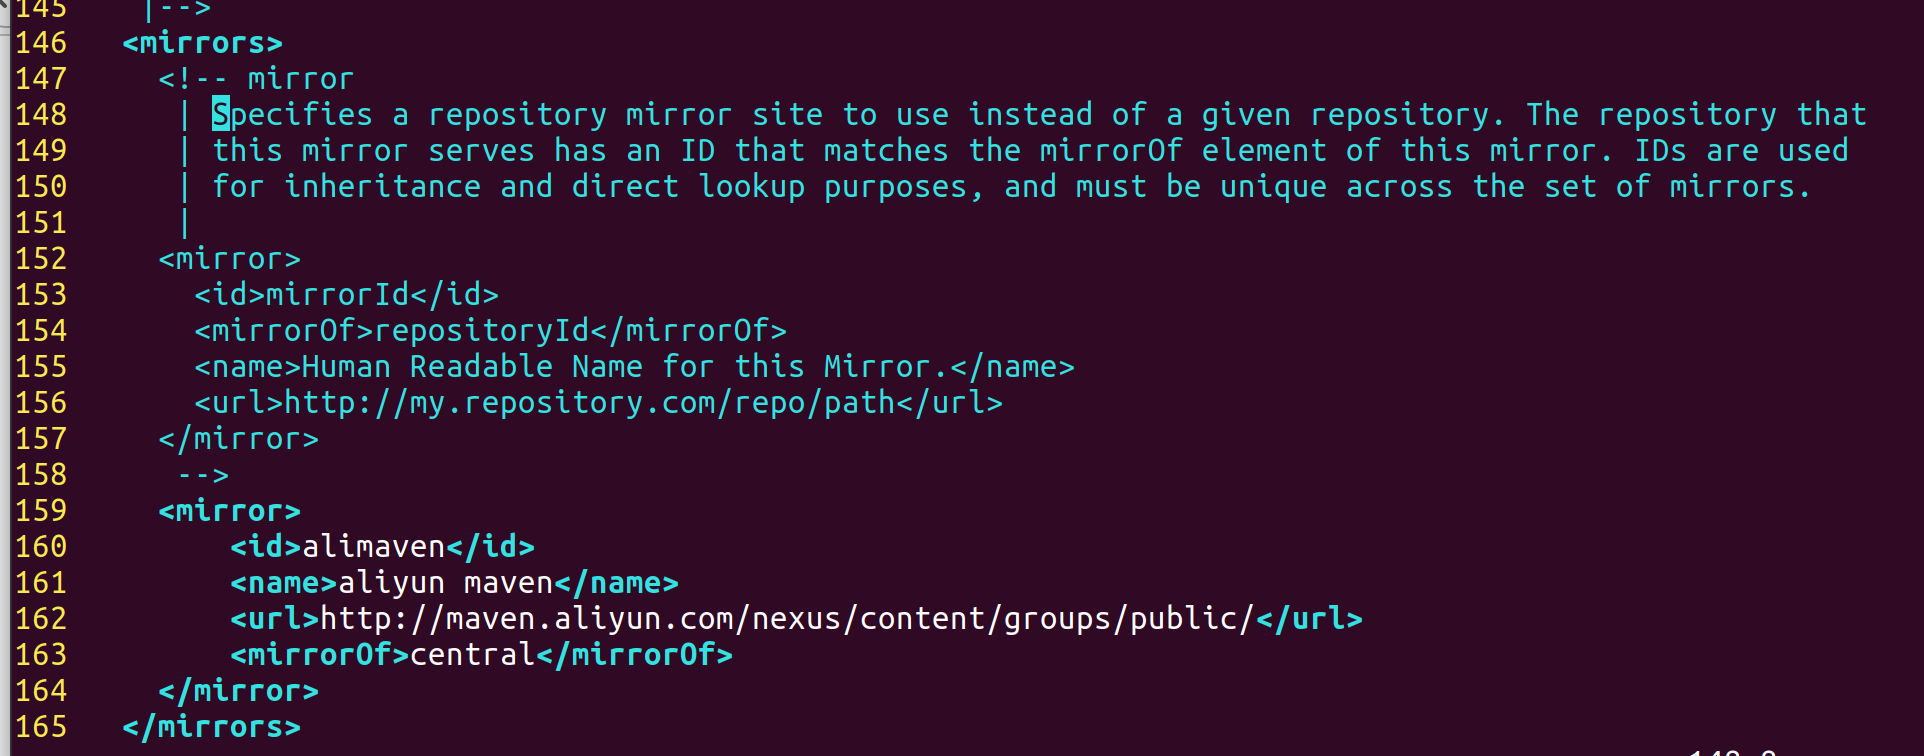 145     |-->
146   <mirrors>
147     <!-- mirror
148      | Specifies a repository mirror site to use instead of a given repository. The repository that
149      | this mirror serves has an ID that matches the mirrorOf element of this mirror. IDs are used
150      | for inheritance and direct lookup purposes, and must be unique across the set of mirrors.
151      |
152     <mirror>
153       <id>mirrorId</id>
154       <mirrorOf>repositoryId</mirrorOf>
155       <name>Human Readable Name for this Mirror.</name>
156       <url>http://my.repository.com/repo/path</url>
157     </mirror>
158      -->
159     <mirror>
160         <id>alimaven</id>
161         <name>aliyun maven</name>
162         <url>http://maven.aliyun.com/nexus/content/groups/public/</url>
163         <mirrorOf>central</mirrorOf>
164     </mirror>
165   </mirrors>